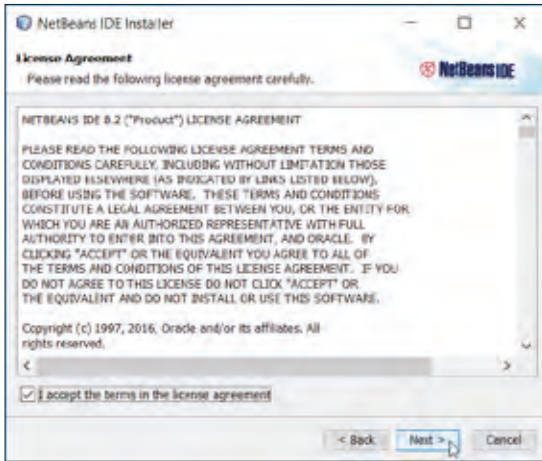 NetBeans IDE Installer
License Agreement
Please read the following license agreement carefully.
NetBeans IDE
NETBEANS IDE 8.2 ("Product") LICENSE AGREEMENT
PLEASE READ THE FOLLOWING LICENSE AGREEMENT TERMS AND
CONDITIONS CAREFULLY, INCLUDING WITHOUT LIMITATION THOSE
DISPLAYED ELSEWHERE (AS INDICATED BY LINKS LISTED BELOW),
BEFORE USING THE SOFTWARE. THESE TERMS AND CONDITIONS
CONSTITUTE A LEGAL AGREEMENT BETWEEN YOU, OR THE ENTITY FOR
WHICH YOU ARE AN AUTHORIZED REPRESENTATIVE WITH FULL
AUTHORITY TO ENTER INTO THIS AGREEMENT, AND ORACLE. BY
CLICKING "ACCEPT" OR THE EQUIVALENT YOU AGREE TO ALL OF
THE TERMS AND CONDITIONS OF THIS LICENSE AGREEMENT. IF YOU
DO NOT AGREE TO THIS LICENSE DO NOT CLICK "ACCEPT" OR
THE EQUIVALENT AND DO NOT INSTALL OR USE THIS SOFTWARE.
Copyright (c) 1997, 2016, Oracle and/or its affiliates. All
rights reserved.
I accept the terms in the license agreement
< Back
Next >
Cancel